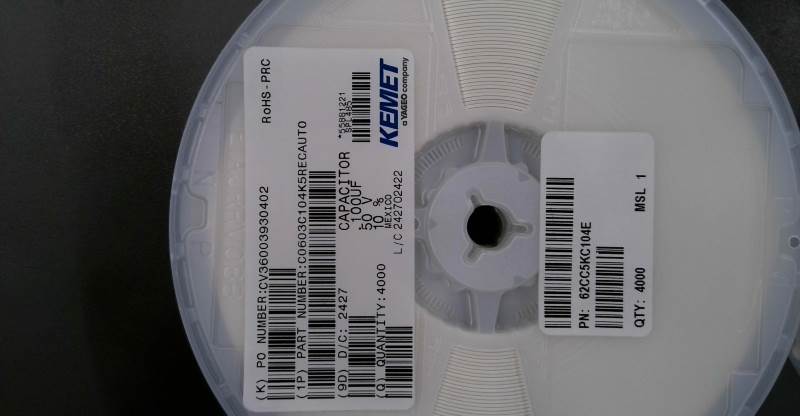 RoHS-PRC
*55881221
KEMET
a YAGEO company
(K) PO NUMBER:CV36003930402
(1P) PART NUMBER:C0603C104K5RECAUTO
CAPACITOR
.100UF
50 V
10 %
MEXICO
(9D) D/C: 2427
L/C 242702422
(Q) QUANTITY:4000
PN: 62CC5KC104E
QTY: 4000
MSL 1